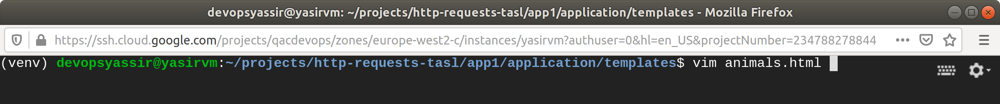 devopsyassir@yasirvm: ~/projects/http-requests-tasl/app1/application/templates - Mozilla Firefox
https://ssh.cloud.google.com/projects/qacdevops/zones/europe-west2-c/instances/yasirvm?authuser=0&hl=en_US&projectNumber=234788278844
(venv) devopsyassir@yasirvm:~/projects/http-requests-tasl/app1/application/templates$ vim animals.html